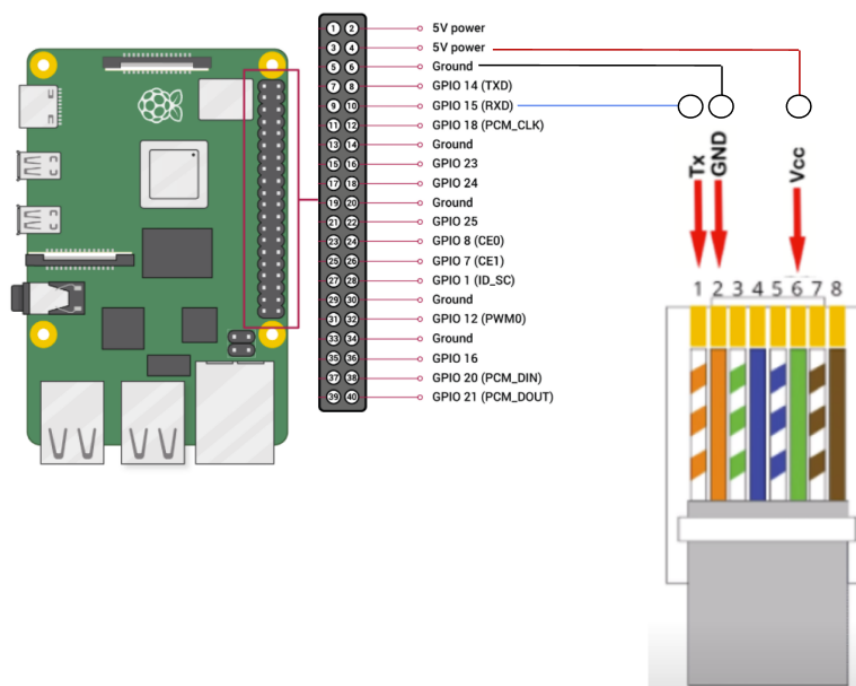 1 2 5V power
3 4 5V power
5 6 Ground
7 8 GPIO 14 (TXD)
9 10 GPIO 15 (RXD)
11 12 GPIO 18 (PCM_CLK)
13 14 Ground
15 16 GPIO 23
17 18 GPIO 24
19 20 Ground
21 22 GPIO 25
23 24 GPIO 8 (CE0)
25 26 GPIO 7 (CE1)
27 28 GPIO 1 (ID_SC)
29 30 Ground
31 32 GPIO 12 (PWM0)
33 34 Ground
35 36 GPIO 16
37 38 GPIO 20 (PCM_DIN)
39 40 GPIO 21 (PCM_DOUT)
Tx
GND
Vcc
1 2 3 4 5 6 7 8